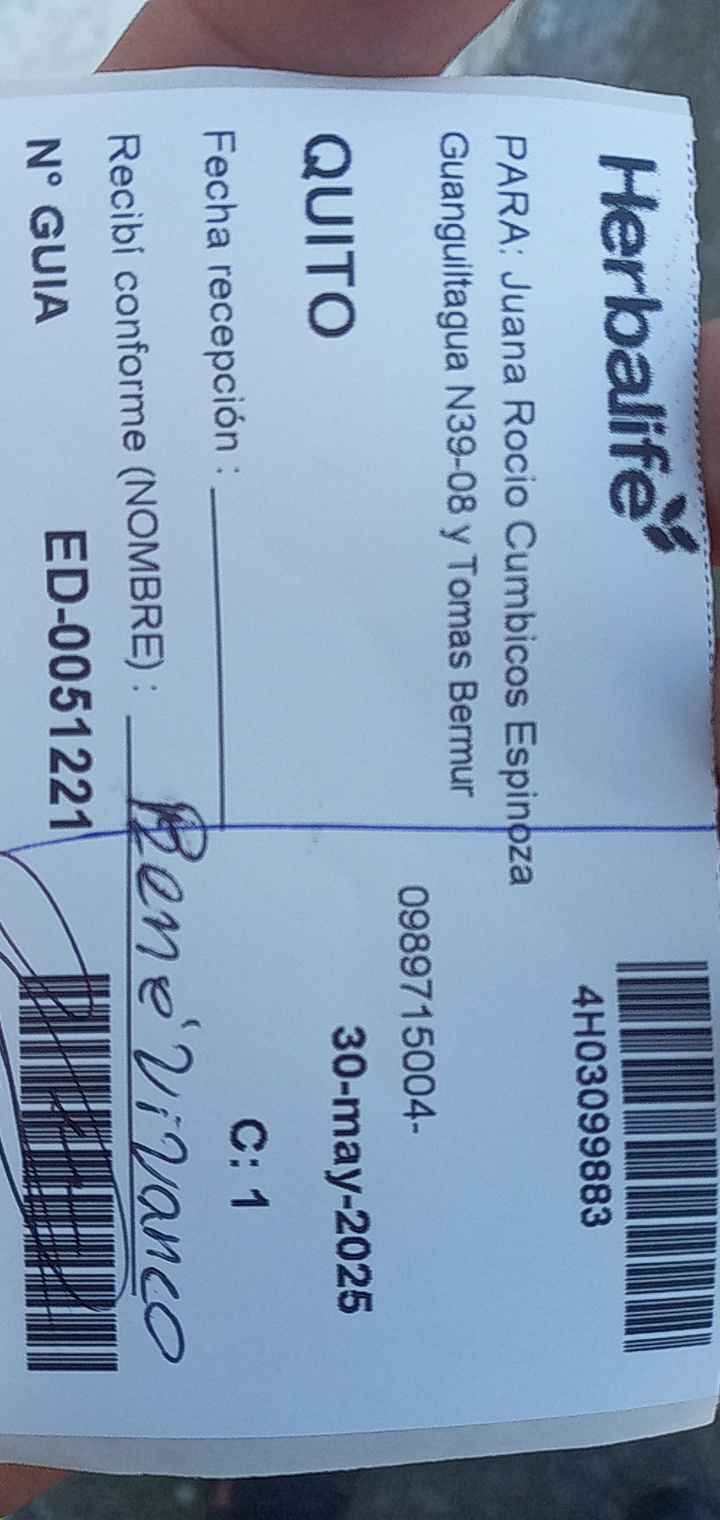 Herbalife
4H03099883
PARA: Juana Rocio Cumbicos Espinoza
Guanguiltagua N39-08 y Tomas Bermur
0989715004-
QUITO 30-may-2025
Fecha recepción :
C: 1
Recibí conforme (NOMBRE) : René Vivanco
N° GUIA ED-0051221